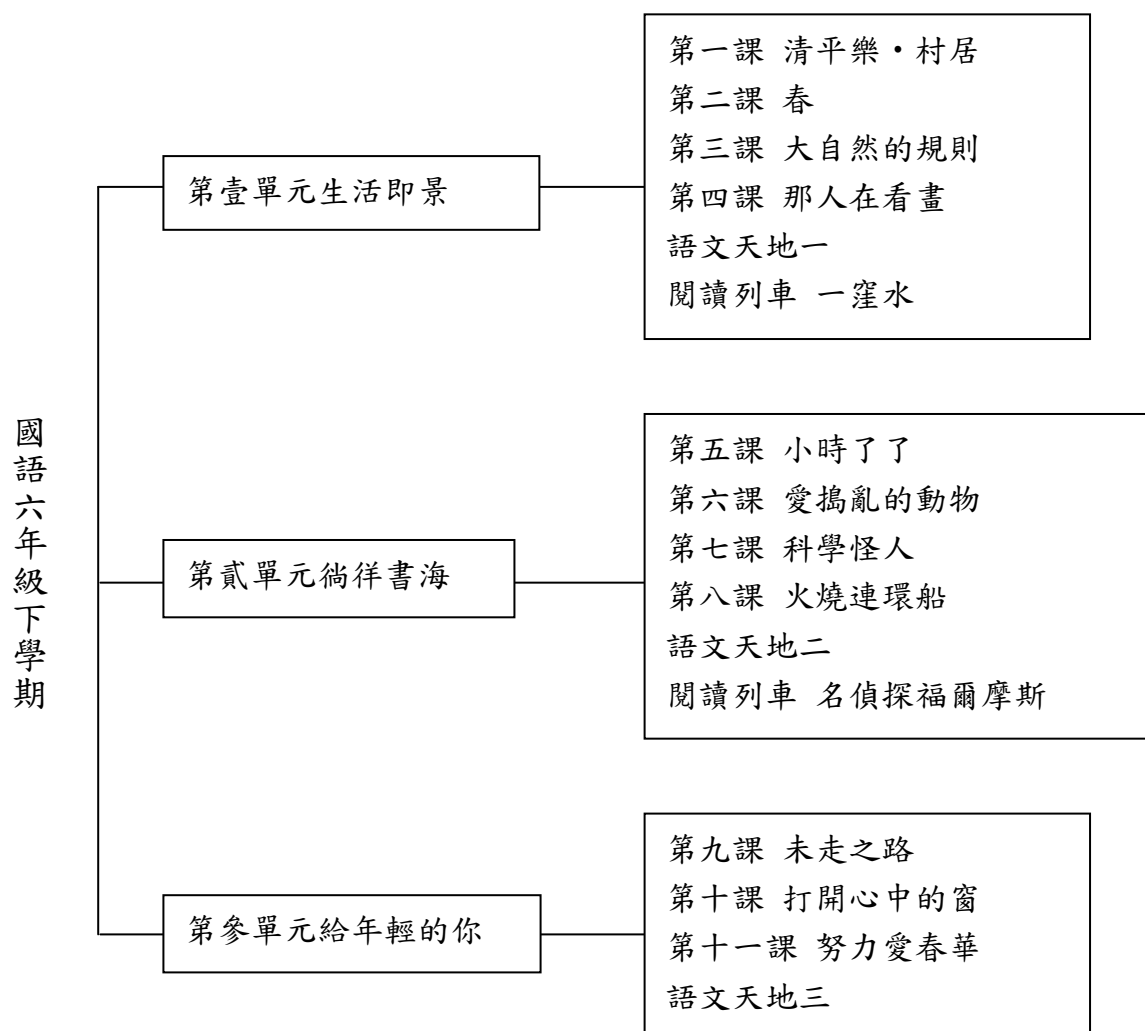 國語六年級下學期
第壹單元生活即景
第一課 清平樂・村居
第二課 春
第三課 大自然的規則
第四課 那人在看畫
語文天地一
閱讀列車 一窪水
第貳單元徜徉書海
第五課 小時了了
第六課 愛搗亂的動物
第七課 科學怪人
第八課 火燒連環船
語文天地二
閱讀列車 名偵探福爾摩斯
第參單元給年輕的你
第九課 未走之路
第十課 打開心中的窗
第十一課 努力愛春華
語文天地三